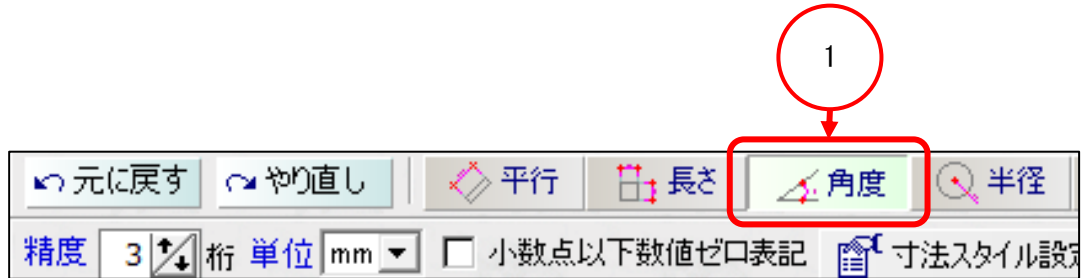 1
元に戻す やり直し 平行 長さ 角度 半径
精度 3 桁 単位 mm 小数点以下数値ゼロ表記 寸法スタイル設定